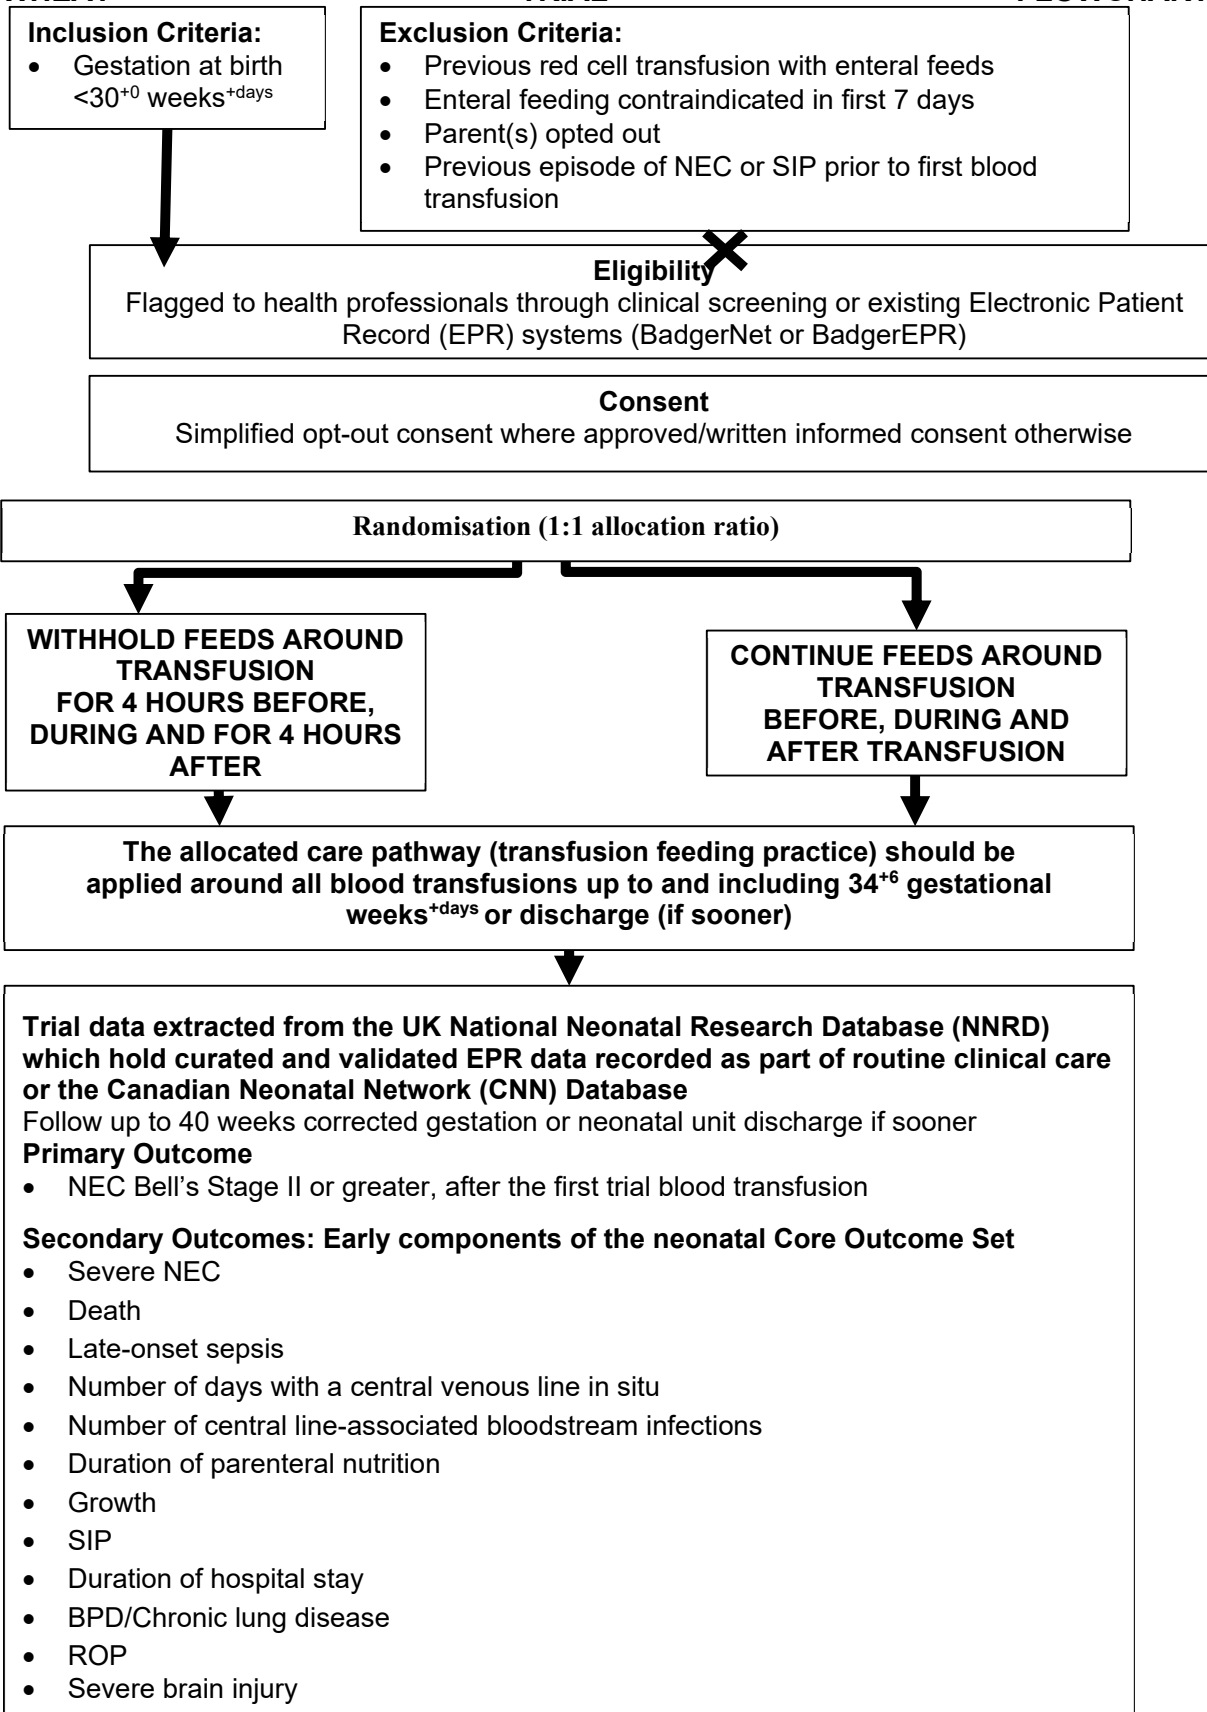 TRIAL
Inclusion Criteria:
• Gestation at birth
<30+0 weeks+days
Exclusion Criteria:
• Previous red cell transfusion with enteral feeds
• Enteral feeding contraindicated in first 7 days
• Parent(s) opted out
• Previous episode of NEC or SIP prior to first blood
transfusion
Eligibility
Flagged to health professionals through clinical screening or existing Electronic Patient
Record (EPR) systems (BadgerNet or BadgerEPR)
Consent
Simplified opt-out consent where approved/written informed consent otherwise
Randomisation (1:1 allocation ratio)
WITHHOLD FEEDS AROUND
TRANSFUSION
FOR 4 HOURS BEFORE,
DURING AND FOR 4 HOURS
AFTER
CONTINUE FEEDS AROUND
TRANSFUSION
BEFORE, DURING AND
AFTER TRANSFUSION
The allocated care pathway (transfusion feeding practice) should be
applied around all blood transfusions up to and including 34+6 gestational
weeks+days or discharge (if sooner)
Trial data extracted from the UK National Neonatal Research Database (NNRD)
which hold curated and validated EPR data recorded as part of routine clinical care
or the Canadian Neonatal Network (CNN) Database
Follow up to 40 weeks corrected gestation or neonatal unit discharge if sooner
Primary Outcome
• NEC Bell’s Stage II or greater, after the first trial blood transfusion
Secondary Outcomes: Early components of the neonatal Core Outcome Set
• Severe NEC
• Death
• Late-onset sepsis
• Number of days with a central venous line in situ
• Number of central line-associated bloodstream infections
• Duration of parenteral nutrition
• Growth
• SIP
• Duration of hospital stay
• BPD/Chronic lung disease
• ROP
• Severe brain injury